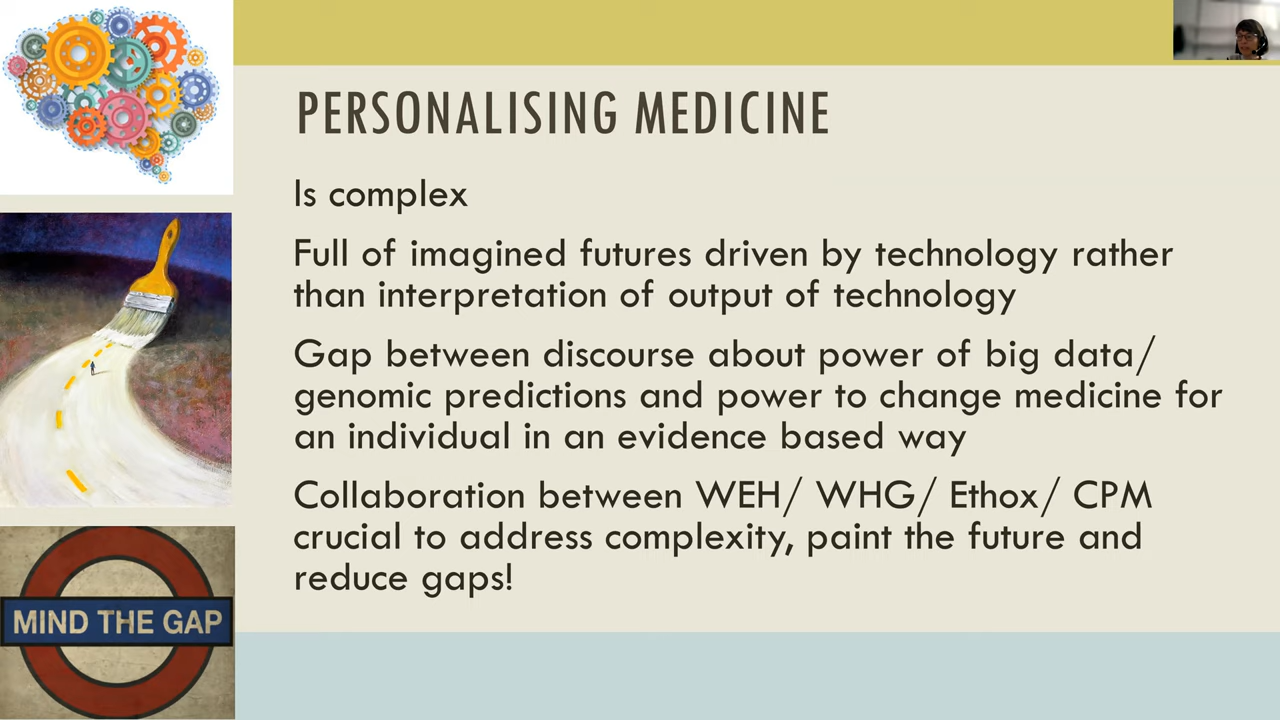 PERSONALISING MEDICINE
Is complex
Full of imagined futures driven by technology rather
than interpretation of output of technology
Gap between discourse about power of big data/
genomic predictions and power to change medicine for
an individual in an evidence based way
Collaboration between WEH/ WHG/ Ethox/ CPM
crucial to address complexity, paint the future and
reduce gaps!
MIND THE GAP